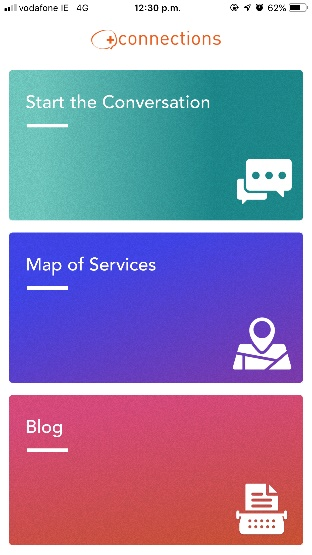 vodafone IE 4G 12:30 p.m. 62%
connections
Start the Conversation
Map of Services
Blog